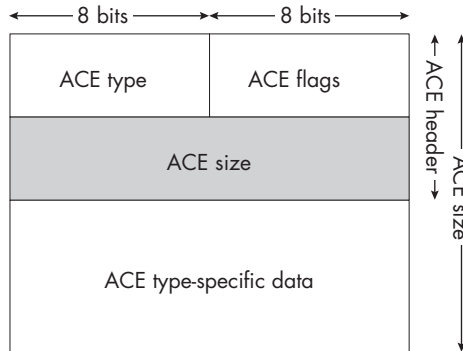 8 bits 8 bits
ACE type ACE flags
ACE header
ACE size
ACE size
ACE type-specific data